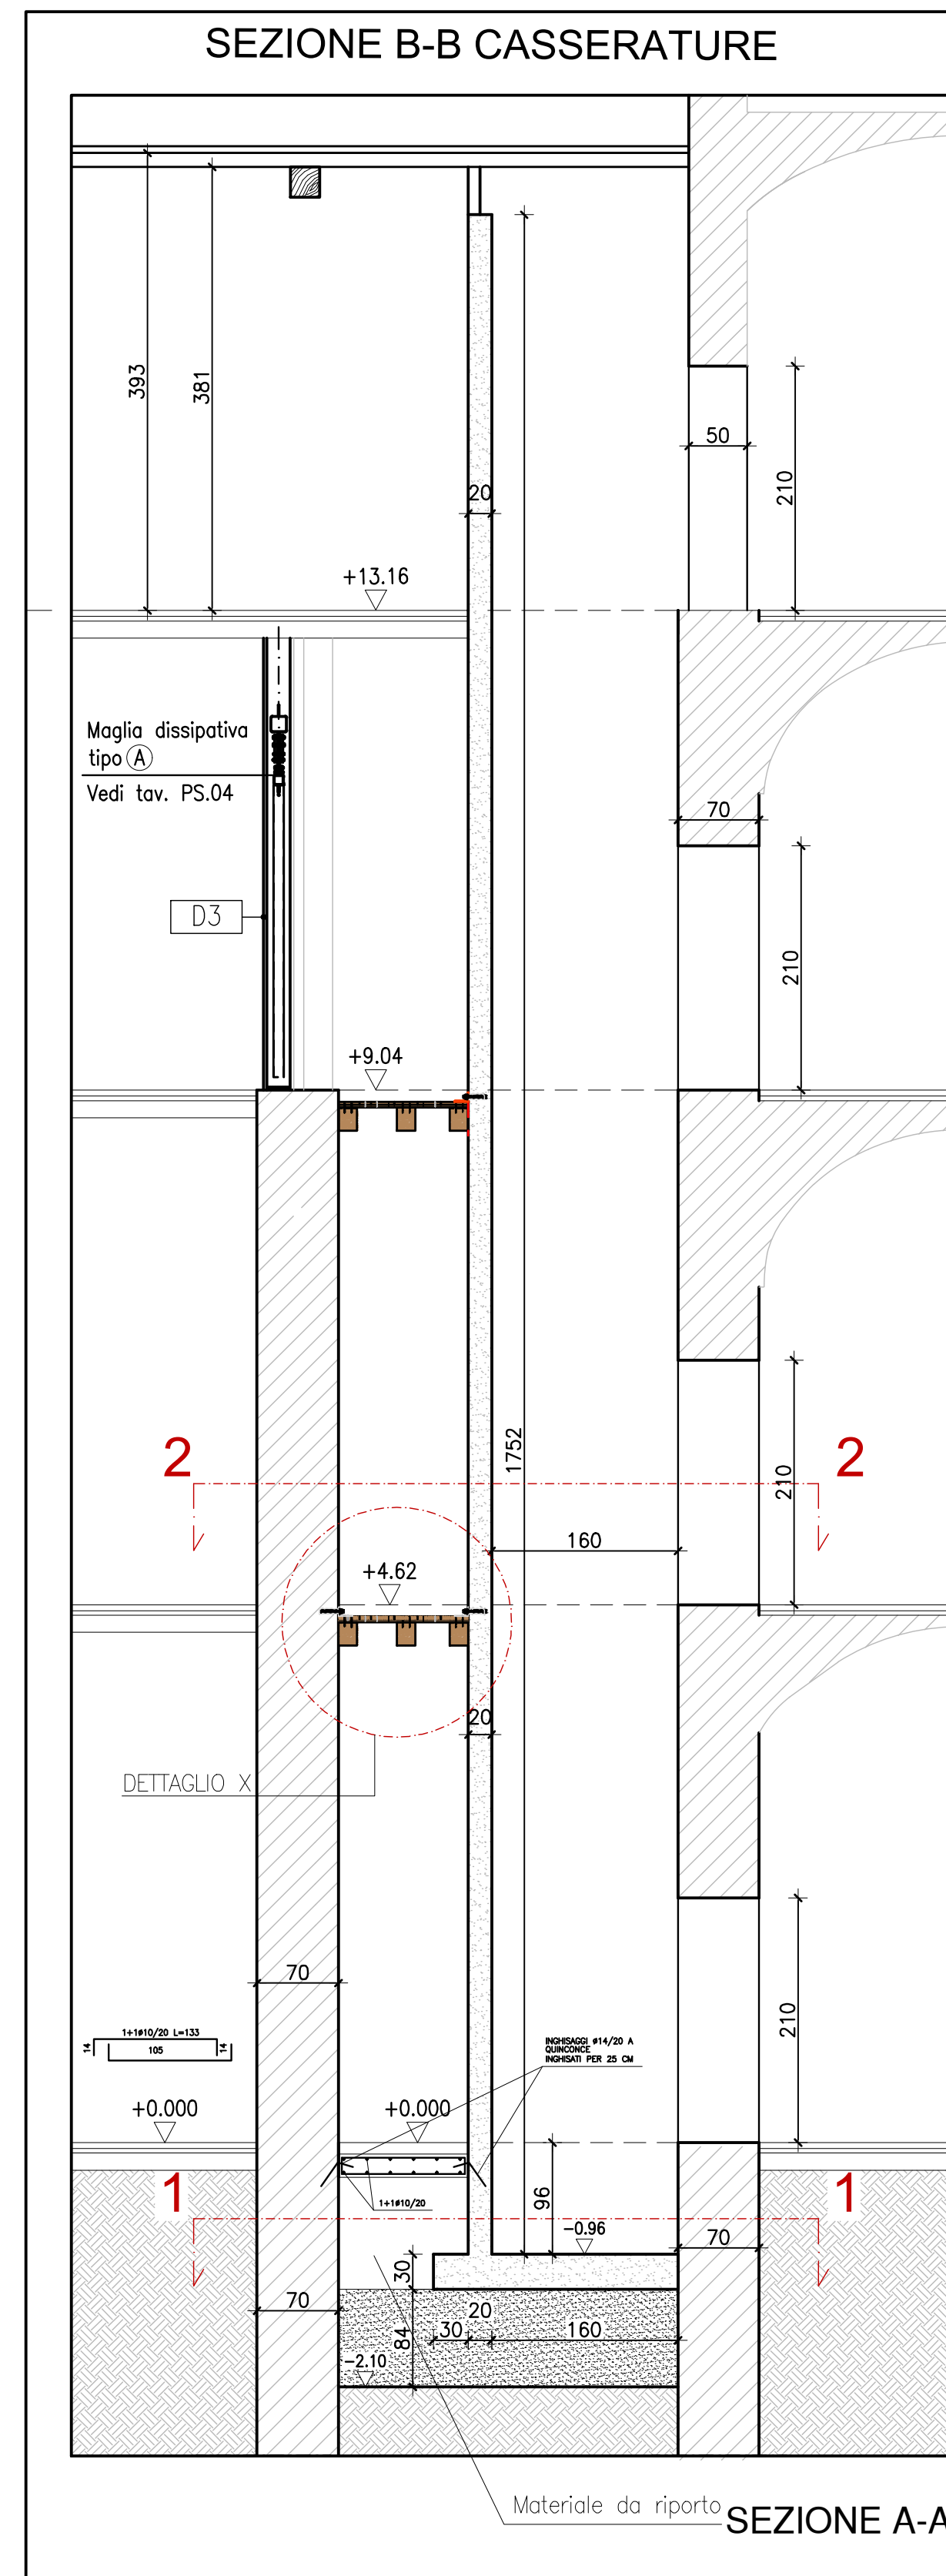 SEZIONE B-B CASSERATURE
393
381
50
210
20
+13.16
Maglia dissipativa
tipo A
Vedi tav. PS.04
70
210
D3
+9.04
2
2
1752
210
160
+4.62
20
DETTAGLIO X
70
210
1+1ø10/20 L=133
14
105
14
INGHISAGGI ø14/20 A
QUINCONCE
INGHISATI PER 25 CM
+0.000
+0.000
1
1
1+1ø10/20
96
-0.96
70
30
70
20
30
160
84
-2.10
Materiale da riporto
SEZIONE A-A